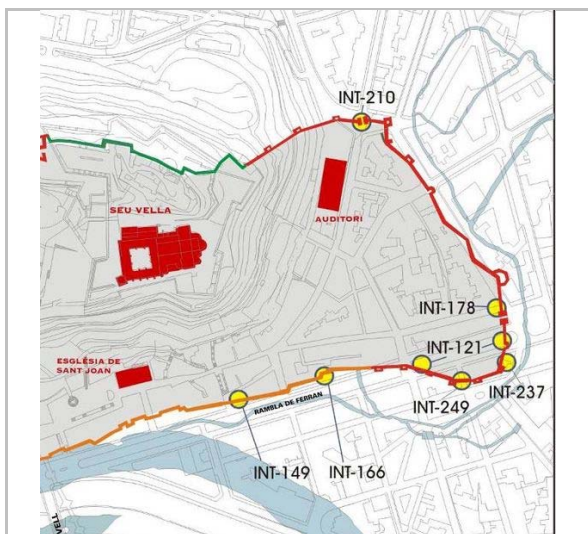 INT-210
SEU VELLA
AUDITORI
INT-178
INT-121
ESGLÉSIA DE
SANT JOAN
INT-237
INT-249
RAMBLA DE FERRAN
INT-149
INT-166